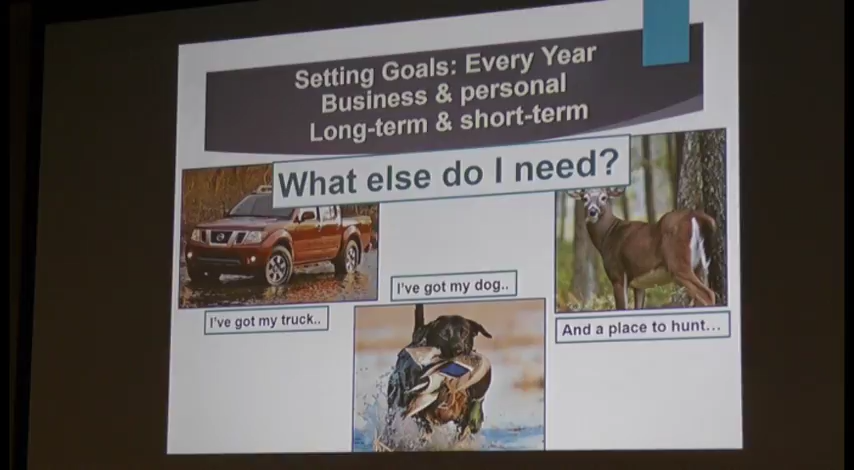 Setting Goals: Every Year
Business & personal
Long-term & short-term
What else do I need?
I've got my truck..
I've got my dog..
And a place to hunt...